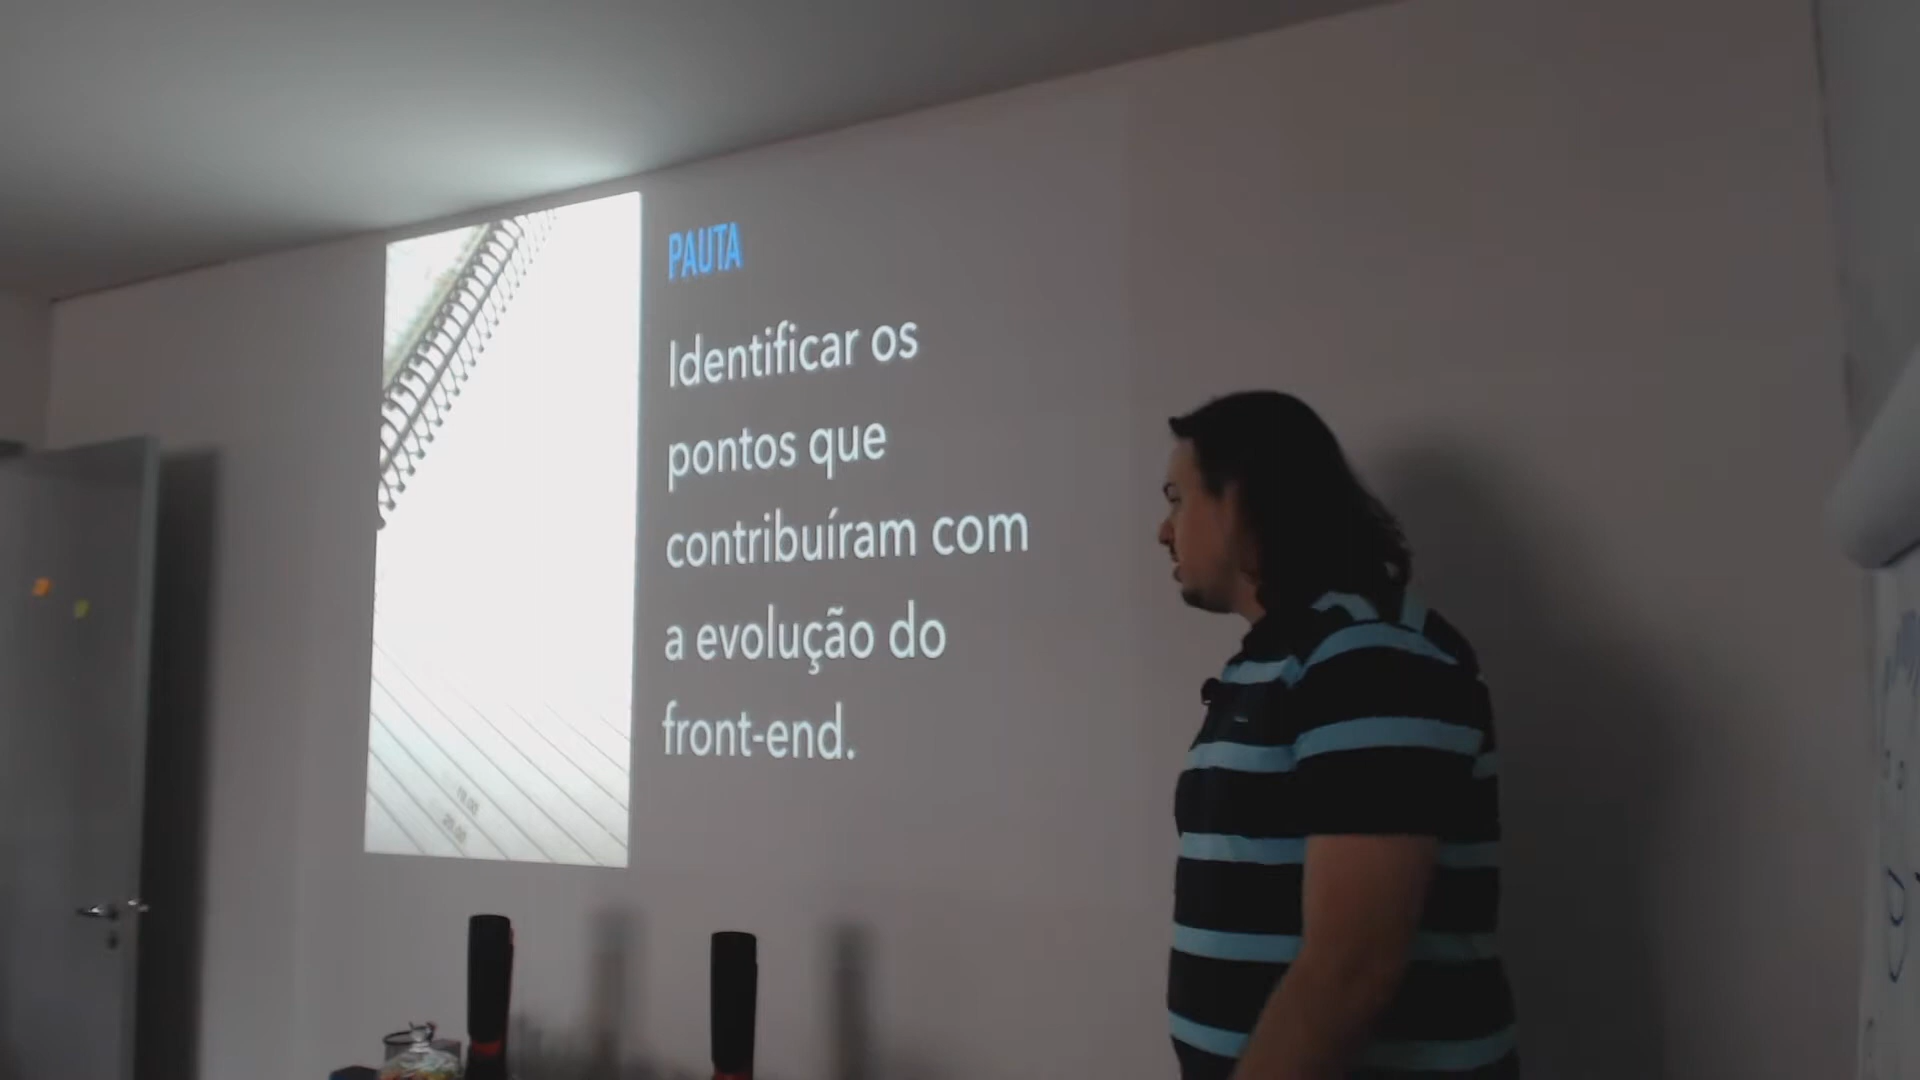 PAUTA
Identificar os
pontos que
contribuíram com
a evolução do
front-end.